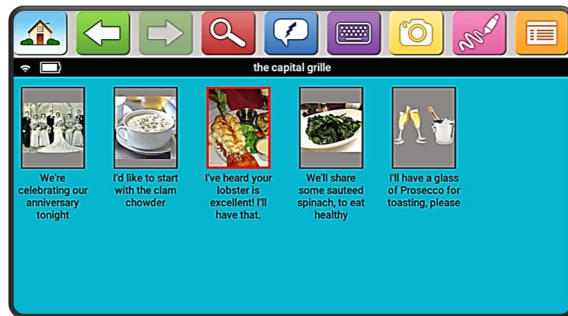 the capital grille
We're
celebrating our
anniversary
tonight
I'd like to start
with the clam
chowder
I've heard your
lobster is
excellent! I'll
have that.
We'll share
some sauteed
spinach, to eat
healthy
I'll have a glass
of Prosecco for
toasting, please